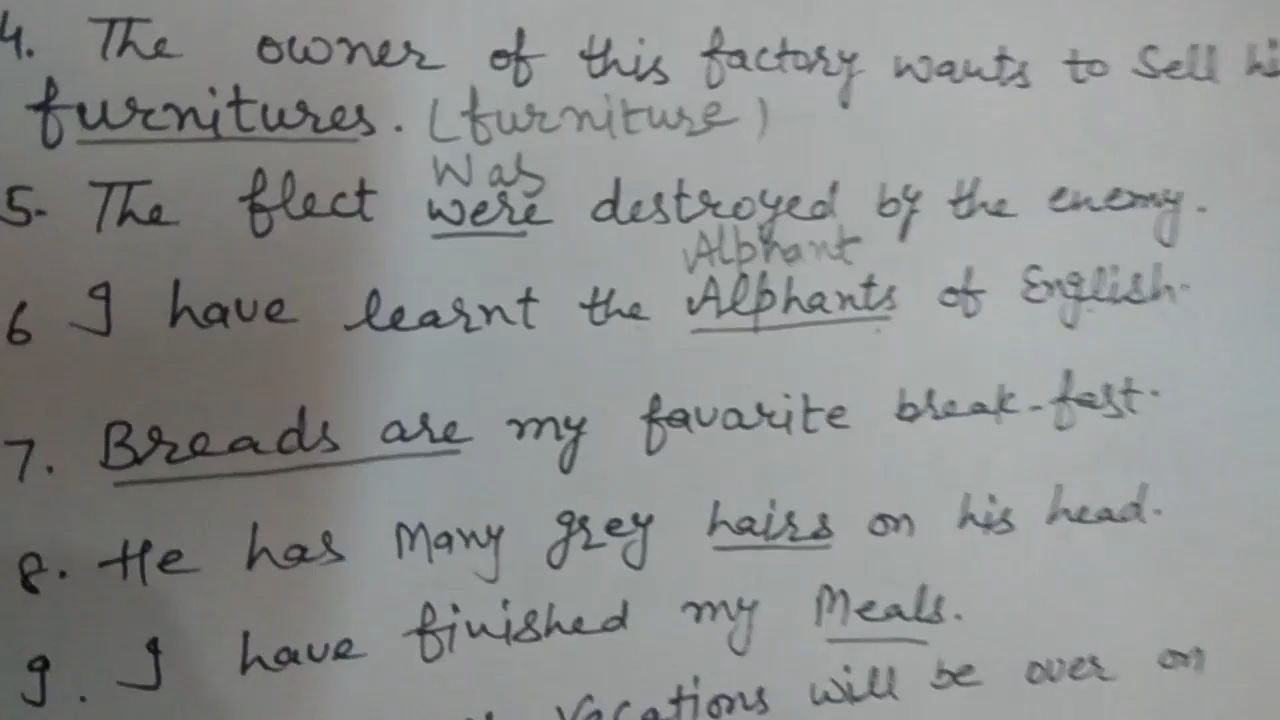 4. The owner of this factory wants to Sell hi
furnitures. (furniture)
Was
5. The flect were destroyed by the enemy.
Alphant
6 I have learnt the Alphants of English.
7. Breads are my favarite break-fast.
8. He has Many grey hairs on his head.
9. I have finished my Meals.
Vacations will be over on